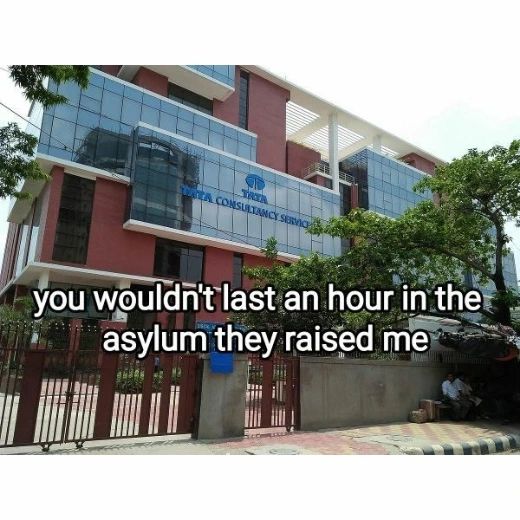 TATA
TATA CONSULTANCY SERVICES
you wouldn't last an hour in the
asylum they raised me